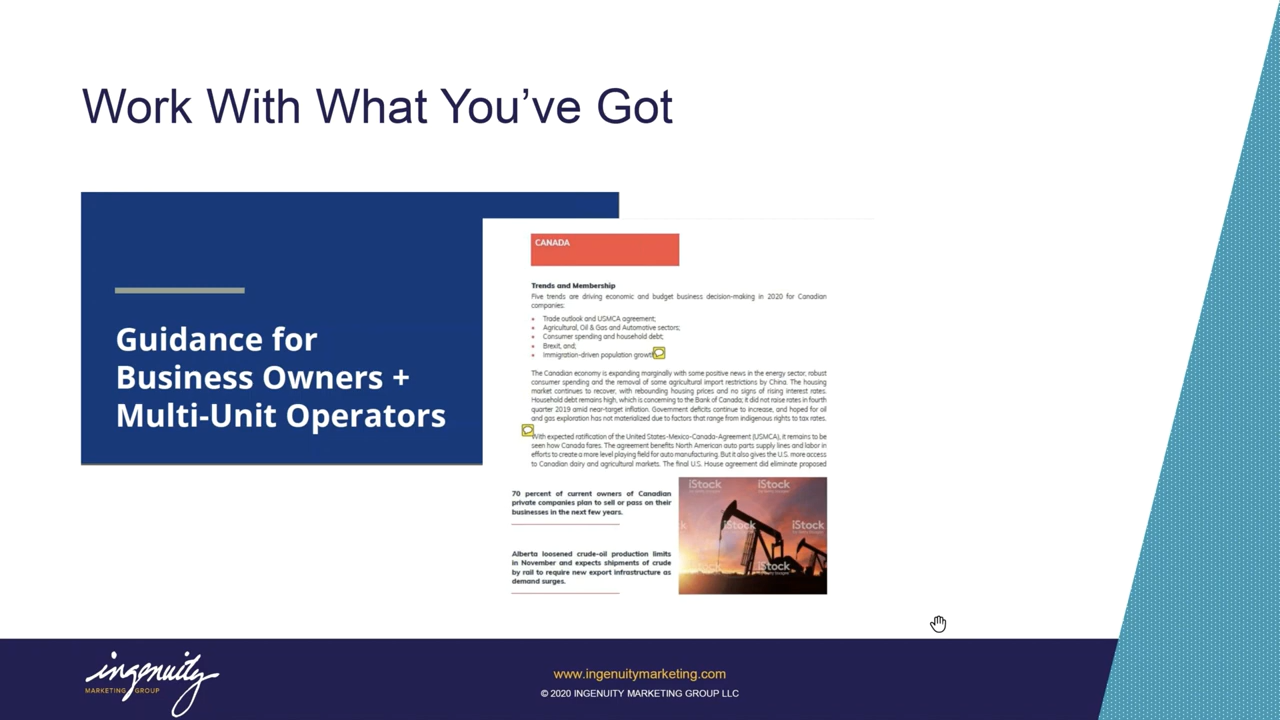 Work With What You’ve Got
Guidance for
Business Owners +
Multi-Unit Operators
CANADA
Trends and Membership
Five trends are driving economic and budget business decision-making in 2020 for Canadian
companies:
• Trade outlook and USMCA agreement;
• Agricultural, Oil & Gas and Automotive sectors;
• Consumer spending and household debt;
• Brexit, and;
• Immigration-driven population growth
The Canadian economy is expanding marginally with some positive news in the energy sector, robust
consumer spending and the removal of some agricultural import restrictions by China. The housing
market continues to recover, with rebounding housing prices and no signs of rising interest rates.
Household debt remains high, which is concerning to the Bank of Canada; it did not raise rates in fourth
quarter 2019 amid near-target inflation. Government deficits continue to increase, and hoped for oil
and gas exploration has not materialized due to factors that range from indigenous rights to tax rates.
With expected ratification of the United States-Mexico-Canada-Agreement (USMCA), it remains to be
seen how Canada fares. The agreement benefits North American auto parts supply lines and labor in
efforts to create a more level playing field for auto manufacturing. But it also gives the U.S. more access
to Canadian dairy and agricultural markets. The final U.S. House agreement did eliminate proposed
70 percent of current owners of Canadian
private companies plan to sell or pass on their
businesses in the next few years.
Alberta loosened crude-oil production limits
in November and expects shipments of crude
by rail to require new export infrastructure as
demand surges.
iStock iStock
iStock iStock
iStock
ingenuity
MARKETING GROUP
www.ingenuitymarketing.com
© 2020 INGENUITY MARKETING GROUP LLC